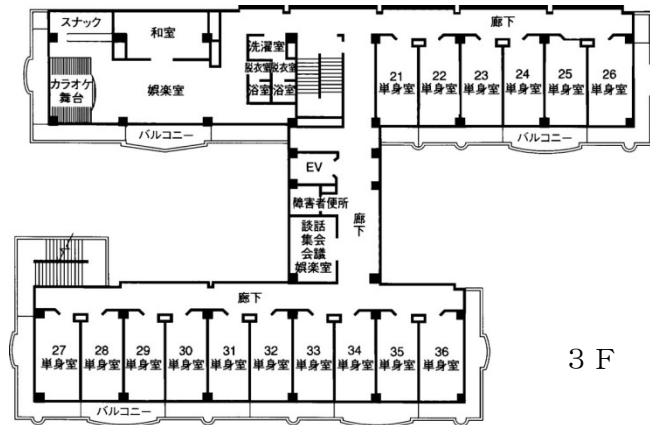 スナック
和室
カラオケ
舞台
娯楽室
バルコニー
洗濯室
脱衣室
脱衣室
浴室
浴室
廊下
21
単身室
22
単身室
23
単身室
24
単身室
25
単身室
26
単身室
バルコニー
EV
障害者便所
談話
集会
会議
娯楽室
廊下
廊下
27
単身室
28
単身室
29
単身室
30
単身室
31
単身室
32
単身室
33
単身室
34
単身室
35
単身室
36
単身室
バルコニー
3 F